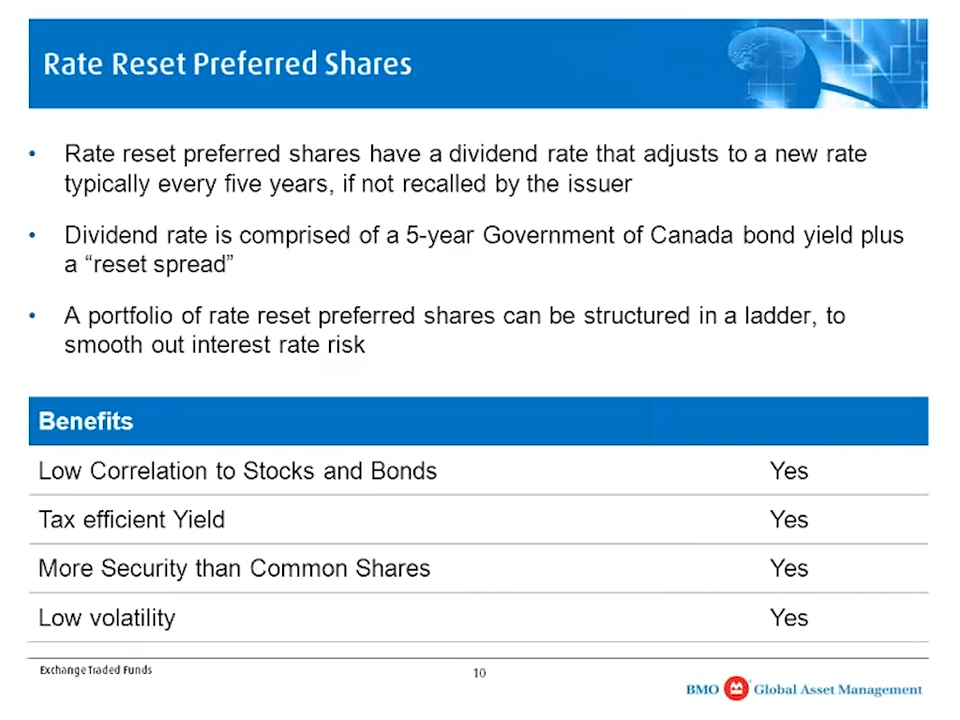 Rate Reset Preferred Shares
• Rate reset preferred shares have a dividend rate that adjusts to a new rate
typically every five years, if not recalled by the issuer
• Dividend rate is comprised of a 5-year Government of Canada bond yield plus
a “reset spread”
• A portfolio of rate reset preferred shares can be structured in a ladder, to
smooth out interest rate risk
Benefits
Low Correlation to Stocks and Bonds Yes
Tax efficient Yield Yes
More Security than Common Shares Yes
Low volatility Yes
Exchange Traded Funds
10
BMO Global Asset Management